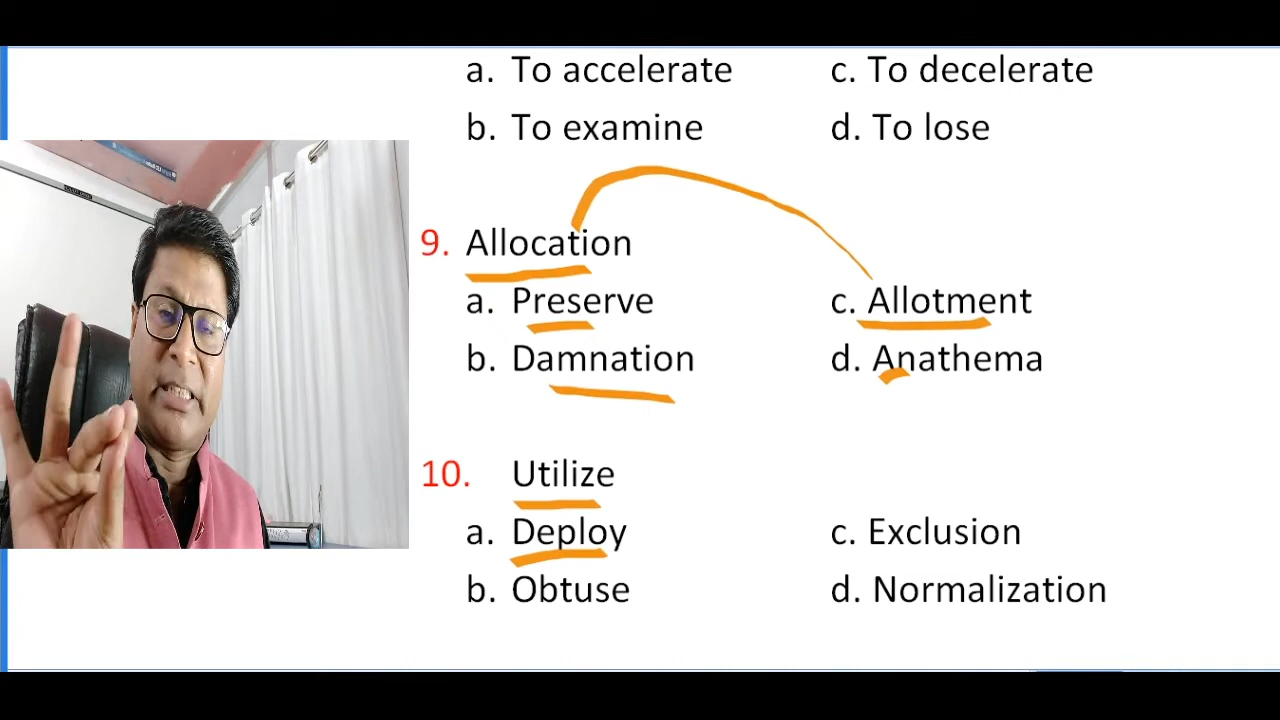 a. To accelerate c. To decelerate
b. To examine d. To lose
9. Allocation
a. Preserve c. Allotment
b. Damnation d. Anathema
10. Utilize
a. Deploy c. Exclusion
b. Obtuse d. Normalization